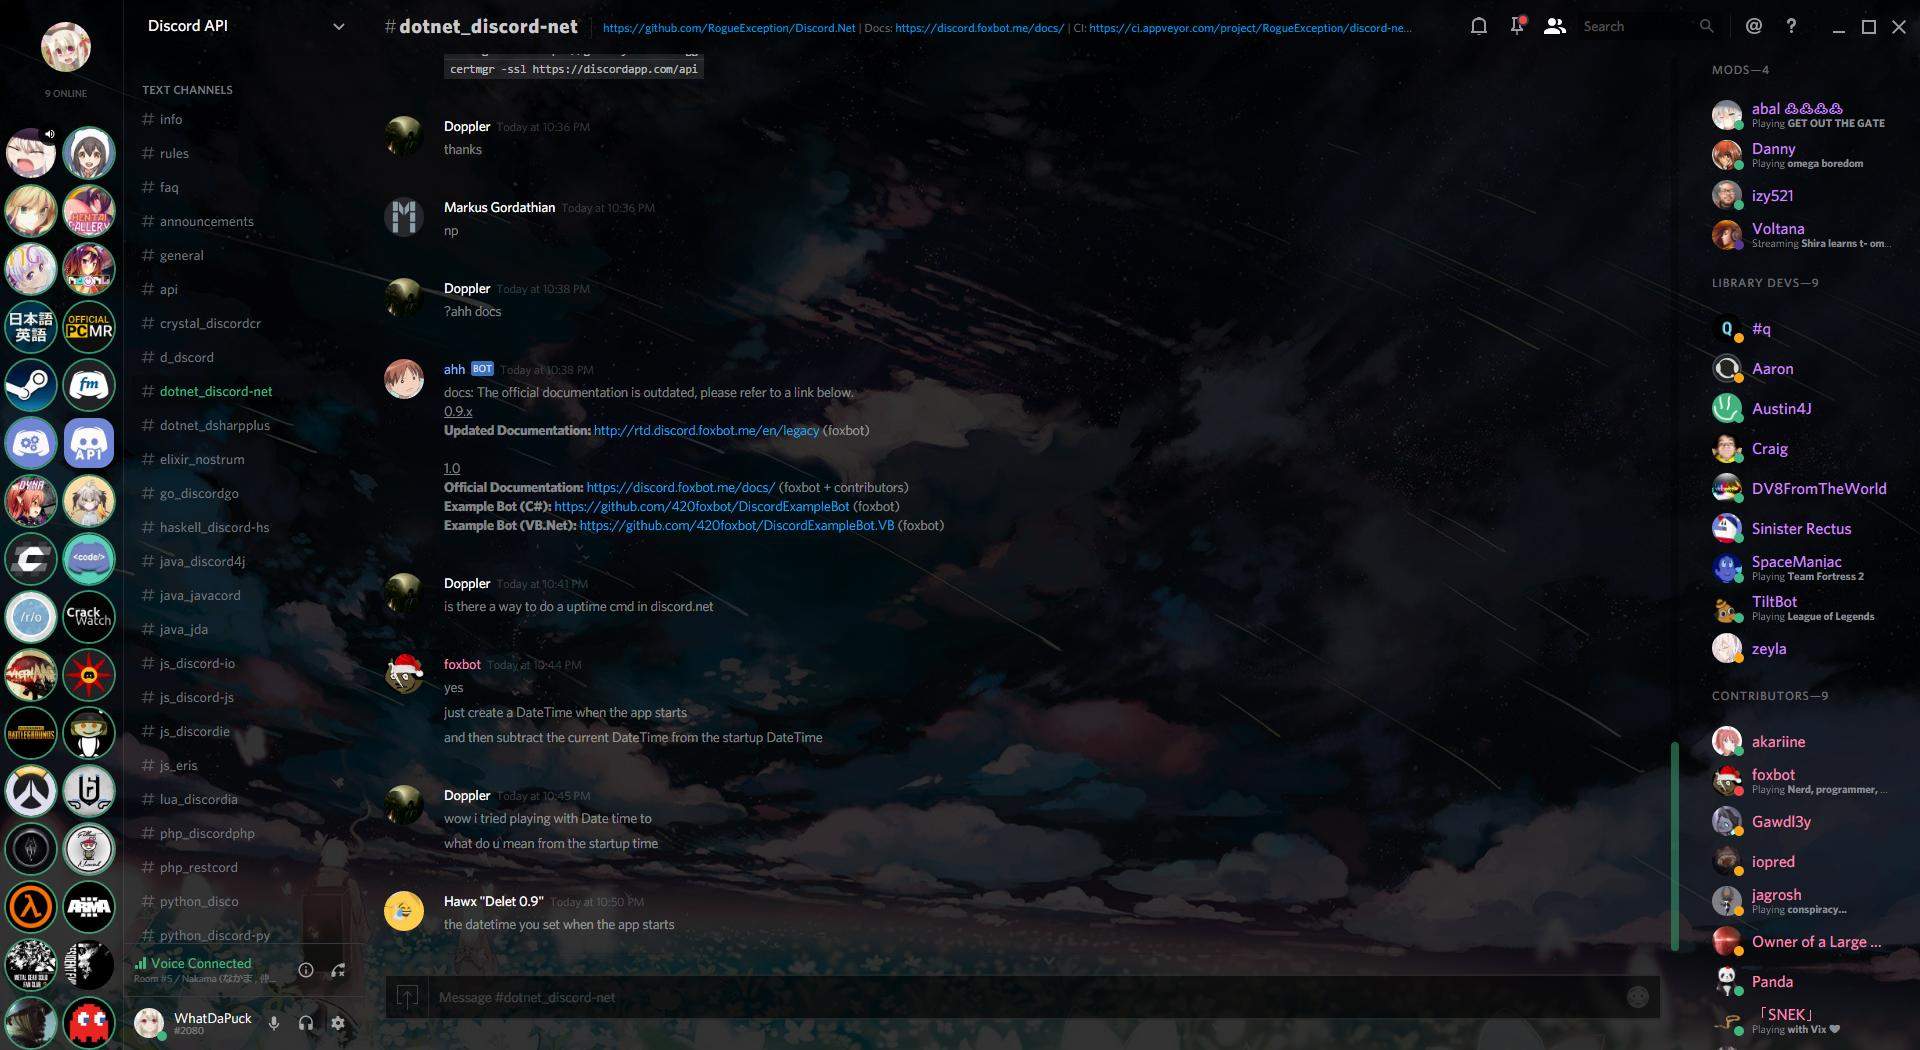 Discord API
#dotnet_discord-net
https://github.com/RogueException/Discord.Net | Docs: https://discord.foxbot.me/docs/ | CI: https://ci.appveyor.com/project/RogueException/discord-ne...
Search
9 ONLINE
HENTAI GALLERY
日本語
英語
OFFICIAL
PCMR
fm
API
<code/>
/r/o
Crack
Watch
BATTLEGROUNDS
ARMA
III
TEXT CHANNELS
# info
# rules
# faq
# announcements
# general
# api
# crystal_discordcr
# d_dscord
# dotnet_discord-net
# dotnet_dsharpplus
# elixir_nostrum
# go_discordgo
# haskell_discord-hs
# java_discord4j
# java_javacord
# java_jda
# js_discord-io
# js_discord-js
# js_discordie
# js_eris
# lua_discordia
# php_discordphp
# php_restcord
# python_disco
# python_discord-py
Voice Connected
Room #5 / Nakama (なかま , 仲...
WhatDaPuck
#2080
certmgr -ssl https://discordapp.com/api
Doppler Today at 10:36 PM
thanks
Markus Gordathian Today at 10:36 PM
np
Doppler Today at 10:38 PM
?ahh docs
ahh BOT Today at 10:38 PM
docs: The official documentation is outdated, please refer to a link below.
0.9.x
Updated Documentation: http://rtd.discord.foxbot.me/en/legacy (foxbot)
1.0
Official Documentation: https://discord.foxbot.me/docs/ (foxbot + contributors)
Example Bot (C#): https://github.com/420foxbot/DiscordExampleBot (foxbot)
Example Bot (VB.Net): https://github.com/420foxbot/DiscordExampleBot.VB (foxbot)
Doppler Today at 10:41 PM
is there a way to do a uptime cmd in discord.net
foxbot Today at 10:44 PM
yes
just create a DateTime when the app starts
and then subtract the current DateTime from the startup DateTime
Doppler Today at 10:45 PM
wow i tried playing with Date time to
what do u mean from the startup time
Hawx "Delet 0.9" Today at 10:50 PM
the datetime you set when the app starts
Message #dotnet_discord-net
MODS—4
abal
Playing GET OUT THE GATE
Danny
Playing omega boredom
izy521
Voltana
Streaming Shira learns t- om...
LIBRARY DEVS—9
#q
Aaron
Austin4J
Craig
DV8FromTheWorld
Sinister Rectus
SpaceManiac
Playing Team Fortress 2
TiltBot
Playing League of Legends
zeyla
CONTRIBUTORS—9
akariine
foxbot
Playing Nerd, programmer, ...
Gawdl3y
iopred
jagrosh
Playing conspiracy...
Owner of a Large ...
Panda
「SNEK」
Playing with Vix ♥